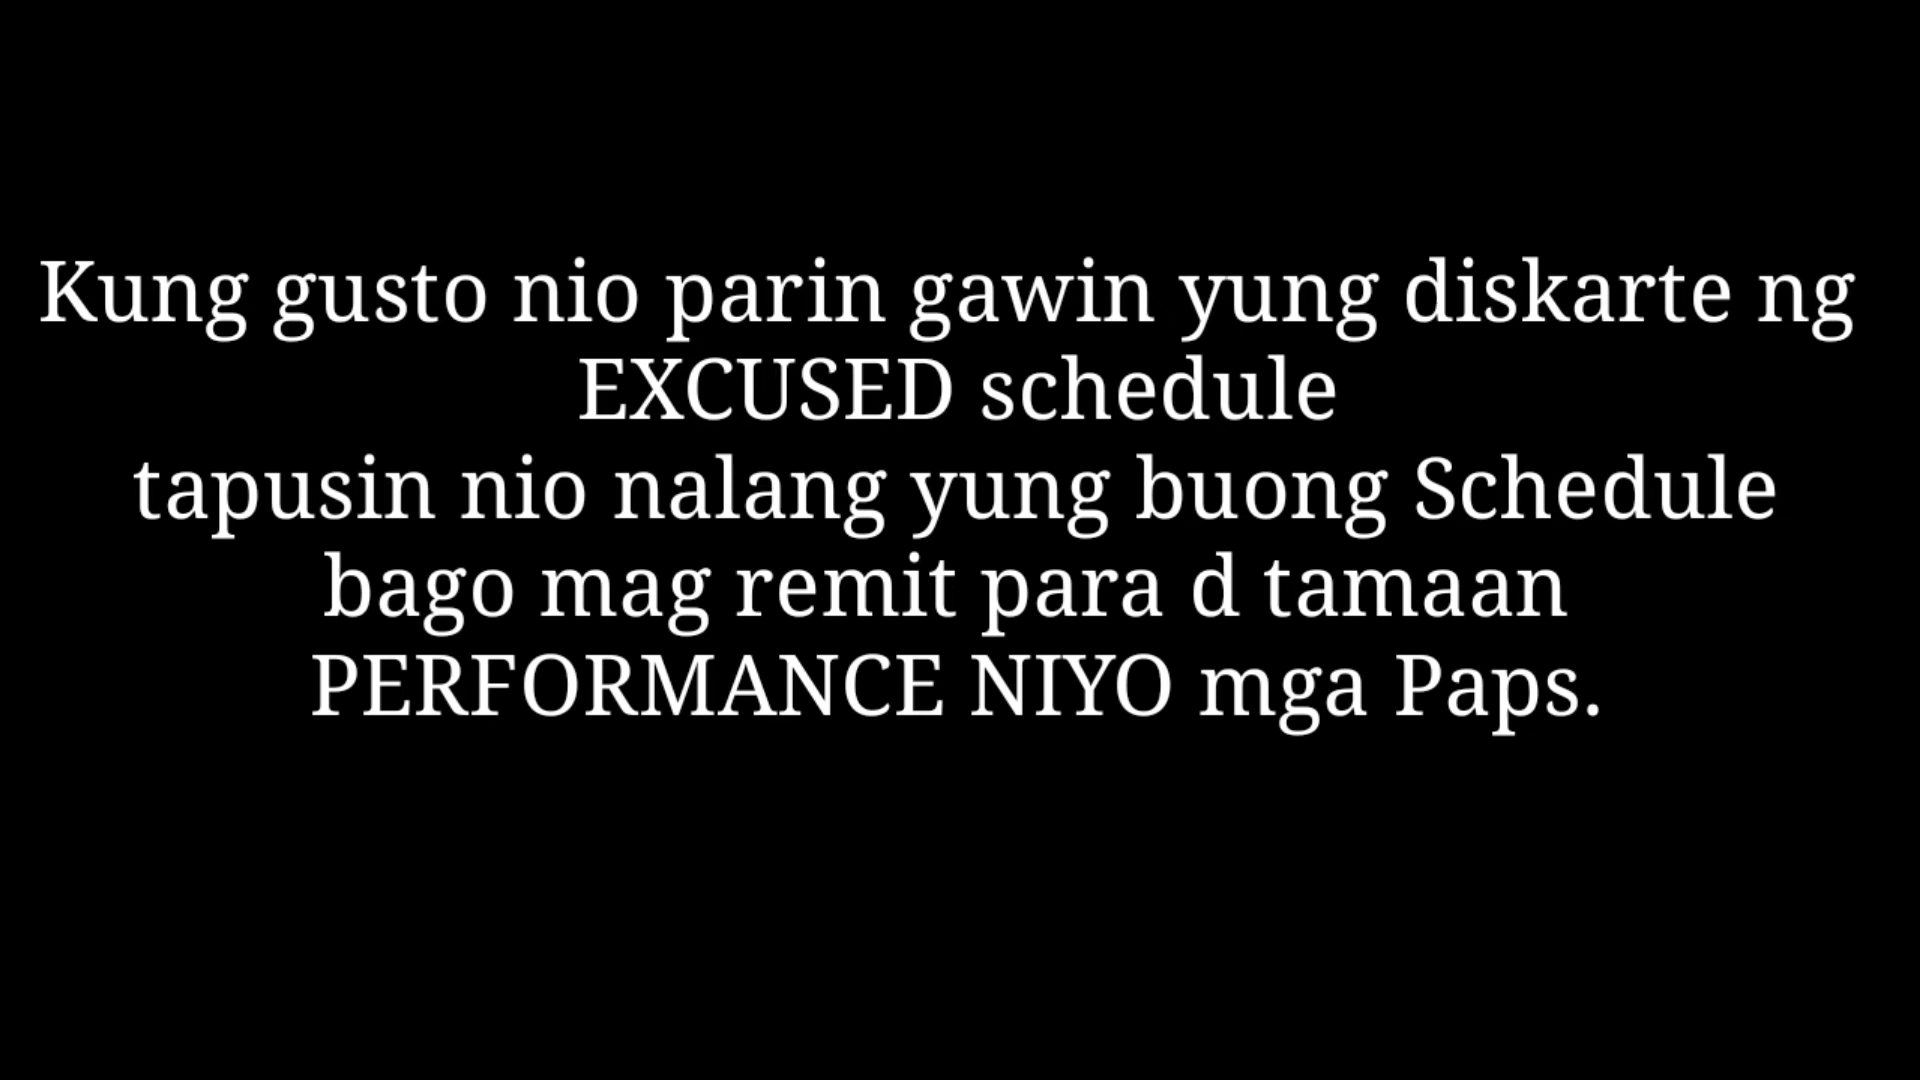 Kung gusto nio parin gawin yung diskarte ng
EXCUSED schedule
tapusin nio nalang yung buong Schedule
bago mag remit para d tamaan
PERFORMANCE NIYO mga Paps.